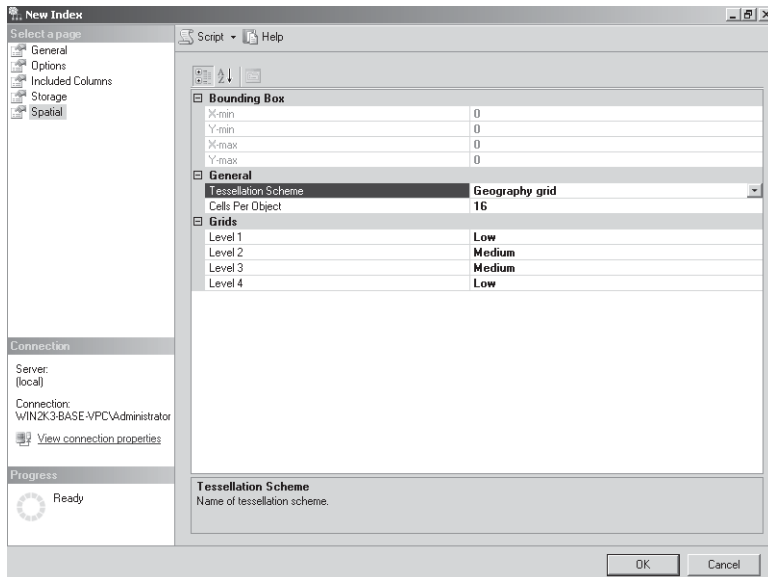 New Index
Select a page
General
Options
Included Columns
Storage
Spatial
Script Help
Bounding Box
X-min 0
Y-min 0
X-max 0
Y-max 0
General
Tessellation Scheme Geography grid
Cells Per Object 16
Grids
Level 1 Low
Level 2 Medium
Level 3 Medium
Level 4 Low
Connection
Server:
(local)
Connection:
WIN2K3-BASE-VPC\Administrator
View connection properties
Progress
Ready
Tessellation Scheme
Name of tessellation scheme.
OK Cancel